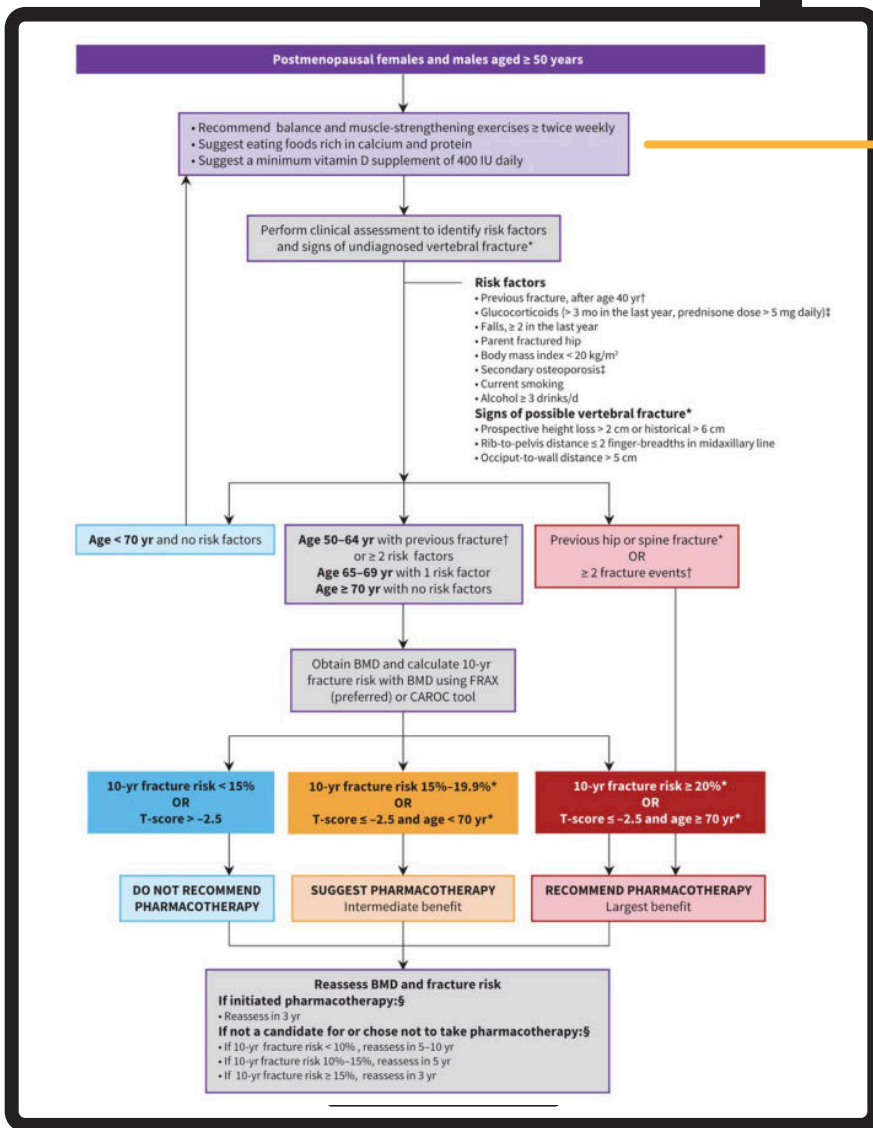 Postmenopausal females and males aged ≥ 50 years
• Recommend balance and muscle-strengthening exercises ≥ twice weekly
• Suggest eating foods rich in calcium and protein
• Suggest a minimum vitamin D supplement of 400 IU daily
Perform clinical assessment to identify risk factors
and signs of undiagnosed vertebral fracture*
Risk factors
• Previous fracture, after age 40 yr†
• Glucocorticoids (> 3 mo in the last year, prednisone dose > 5 mg daily)‡
• Falls, ≥ 2 in the last year
• Parent fractured hip
• Body mass index < 20 kg/m²
• Secondary osteoporosis‡
• Current smoking
• Alcohol ≥ 3 drinks/d
Signs of possible vertebral fracture*
• Prospective height loss > 2 cm or historical > 6 cm
• Rib-to-pelvis distance ≤ 2 finger-breadths in midaxillary line
• Occiput-to-wall distance > 5 cm
Age < 70 yr and no risk factors
Age 50–64 yr with previous fracture†
or ≥ 2 risk factors
Age 65–69 yr with 1 risk factor
Age ≥ 70 yr with no risk factors
Previous hip or spine fracture*
OR
≥ 2 fracture events†
Obtain BMD and calculate 10-yr
fracture risk with BMD using FRAX
(preferred) or CAROC tool
10-yr fracture risk < 15%
OR
T-score > –2.5
10-yr fracture risk 15%–19.9%*
OR
T-score ≤ –2.5 and age < 70 yr*
10-yr fracture risk ≥ 20%*
OR
T-score ≤ –2.5 and age ≥ 70 yr*
DO NOT RECOMMEND
PHARMACOTHERAPY
SUGGEST PHARMACOTHERAPY
Intermediate benefit
RECOMMEND PHARMACOTHERAPY
Largest benefit
Reassess BMD and fracture risk
If initiated pharmacotherapy:§
• Reassess in 3 yr
If not a candidate for or chose not to take pharmacotherapy:§
• If 10-yr fracture risk < 10% , reassess in 5–10 yr
• If 10-yr fracture risk 10%–15%, reassess in 5 yr
• If 10-yr fracture risk ≥ 15%, reassess in 3 yr